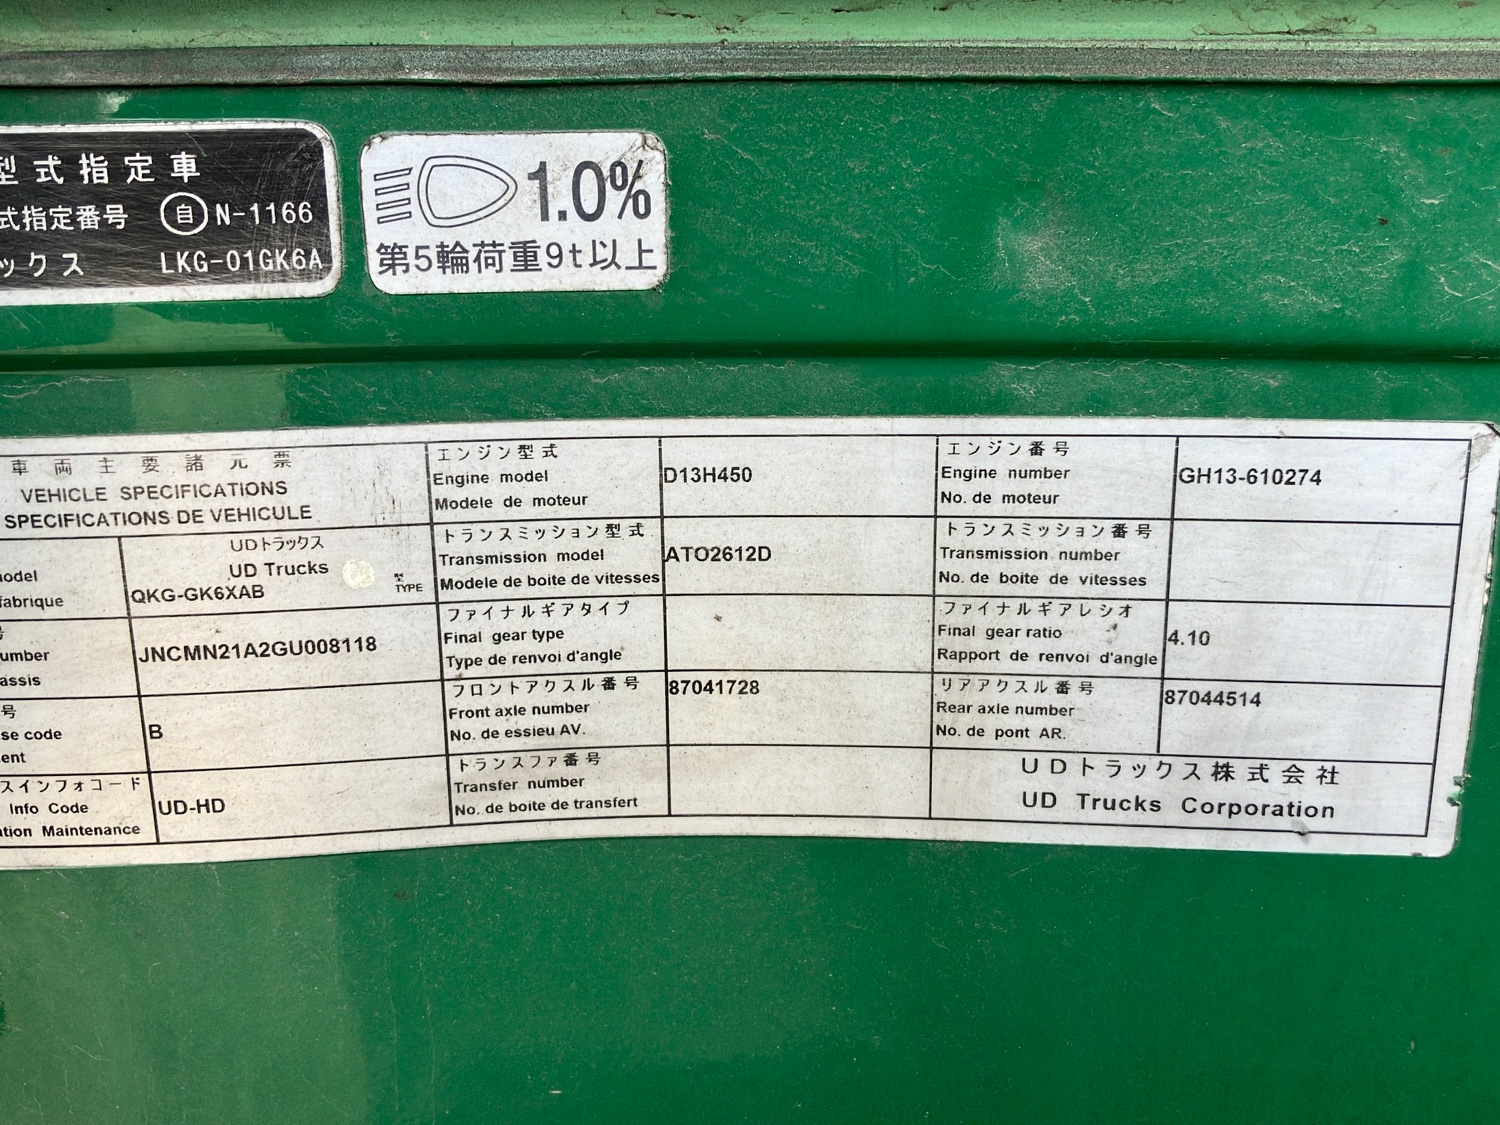 型式指定車
式指定番号 自 N-1166
ックス LKG-01GK6A
1.0%
第5輪荷重9t以上
車両主要諸元票
VEHICLE SPECIFICATIONS
SPECIFICATIONS DE VEHICULE
UDトラックス
UD Trucks
odel
fabrique
QKG-GK6XAB
型
TYPE
号
umber
assis
JNCMN21A2GU008118
号
se code
ent
B
スインフォコード
Info Code
ation Maintenance
UD-HD
エンジン型式
Engine model
Modele de moteur
D13H450
エンジン番号
Engine number
No. de moteur
GH13-610274
トランスミッション型式
Transmission model
Modele de boite de vitesses
ATO2612D
トランスミッション番号
Transmission number
No. de boite de vitesses
ファイナルギアタイプ
Final gear type
Type de renvoi d'angle
ファイナルギアレシオ
Final gear ratio
Rapport de renvoi d'angle
4.10
フロントアクスル番号
Front axle number
No. de essieu AV.
87041728
リアアクスル番号
Rear axle number
No. de pont AR.
87044514
トランスファ番号
Transfer number
No. de boite de transfert
UDトラックス株式会社
UD Trucks Corporation